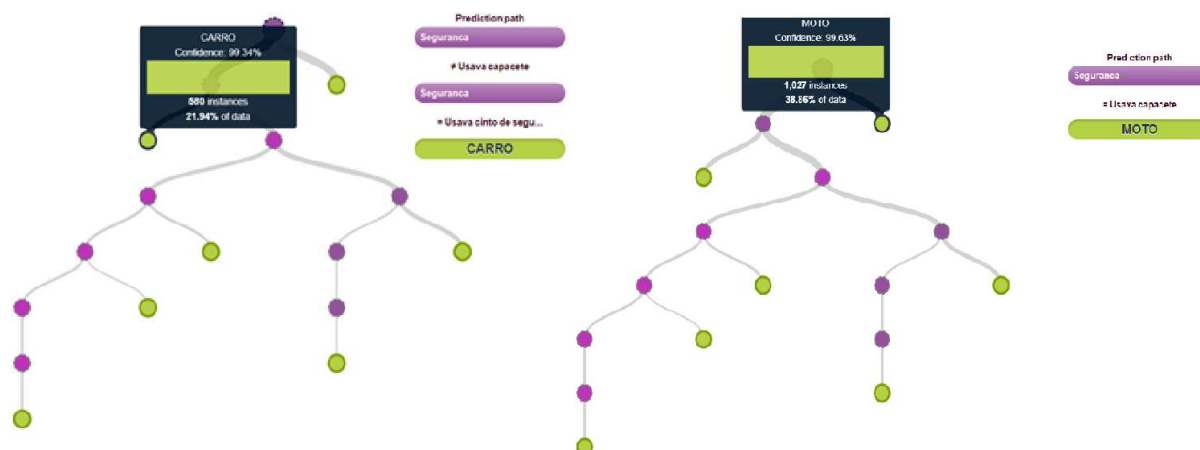 CARRO
Confidence: 99.34%
580 instances
21.94% of data
Prediction path
Seguranca
≠ Usava capacete
Seguranca
= Usava cinto de segu...
CARRO
MOTO
Confidence: 99.63%
1,027 instances
38.86% of data
Prediction path
Seguranca
= Usava capacete
MOTO